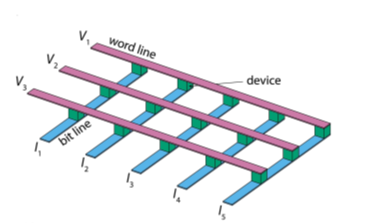 V1
word line
V2
device
V3
bit line
I1
I2
I3
I4
I5